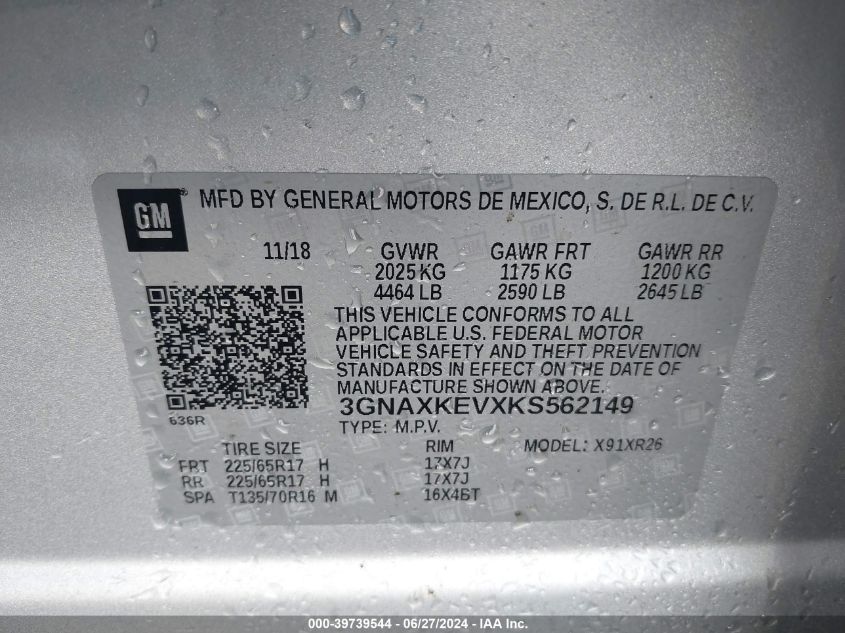 GM ® MFD BY GENERAL MOTORS DE MEXICO, S. DE R.L. DE C.V.
11/18 GVWR GAWR FRT GAWR RR
2025 KG 1175 KG 1200 KG
4464 LB 2590 LB 2645 LB
THIS VEHICLE CONFORMS TO ALL
APPLICABLE U.S. FEDERAL MOTOR
VEHICLE SAFETY AND THEFT PREVENTION
STANDARDS IN EFFECT ON THE DATE OF
MANUFACTURE SHOWN ABOVE.
3GNAXKEVXKS562149
636R
TYPE: M.P.V.
TIRE SIZE RIM MODEL: X91XR26
FRT 225/65R17 H 17X7J
RR 225/65R17 H 17X7J
SPA T135/70R16 M 16X4BT
000-39739544 - 06/27/2024 - IAAI Inc.